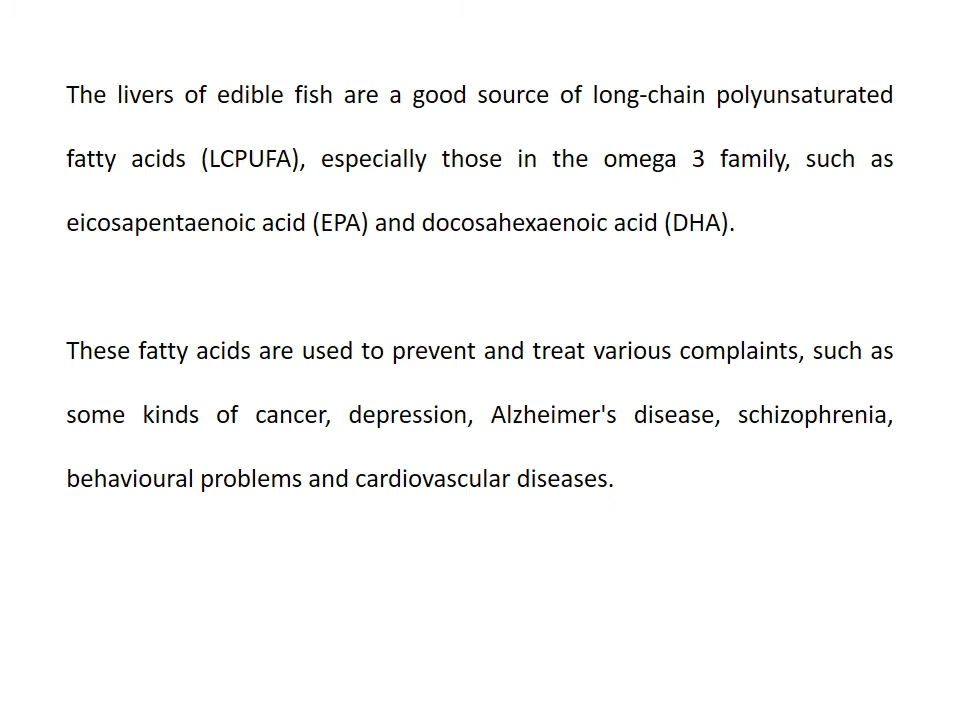 The livers of edible fish are a good source of long-chain polyunsaturated
fatty acids (LCPUFA), especially those in the omega 3 family, such as
eicosapentaenoic acid (EPA) and docosahexaenoic acid (DHA).
These fatty acids are used to prevent and treat various complaints, such as
some kinds of cancer, depression, Alzheimer's disease, schizophrenia,
behavioural problems and cardiovascular diseases.